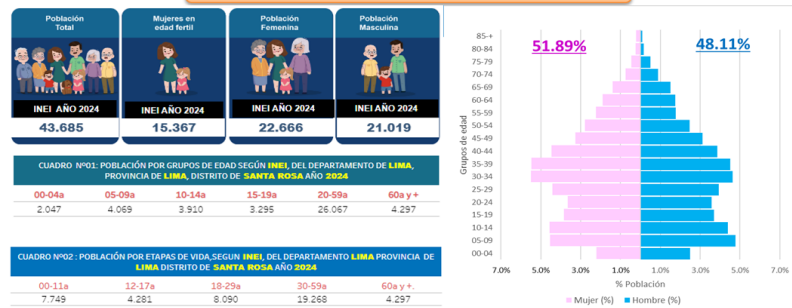 Población
Total
Mujeres en
edad fertil
Población
Femenina
Población
Masculina
INEI AÑO 2024
INEI AÑO 2024
INEI AÑO 2024
INEI AÑO 2024
43.685
15.367
22.666
21.019
CUADRO Nº01: POBLACIÓN POR GRUPOS DE EDAD SEGÚN INEI, DEL DEPARTAMENTO DE LIMA,
PROVINCIA DE LIMA, DISTRITO DE SANTA ROSA AÑO 2024
00-04a 05-09a 10-14a 15-19a 20-59a 60a y +
2.047 4.069 3.910 3.295 26.067 4.297
CUADRO Nº02 : POBLACIÓN POR ETAPAS DE VIDA,SEGUN INEI, DEL DEPARTAMENTO LIMA PROVINCIA DE
LIMA DISTRITO DE SANTA ROSA AÑO 2024
00-11a 12-17a 18-29a 30-59a 60a y +.
7.749 4.281 8.090 19.268 4.297
51.89%
48.11%
Grupos de edad
85-+
80-84
75-79
70-74
65-69
60-64
55-59
50-54
45-49
40-44
35-39
30-34
25-29
20-24
15-19
10-14
05-09
00-04
7.0% 5.0% 3.0% 1.0% 1.0% 3.0% 5.0% 7.0%
% Población
Mujer (%) Hombre (%)